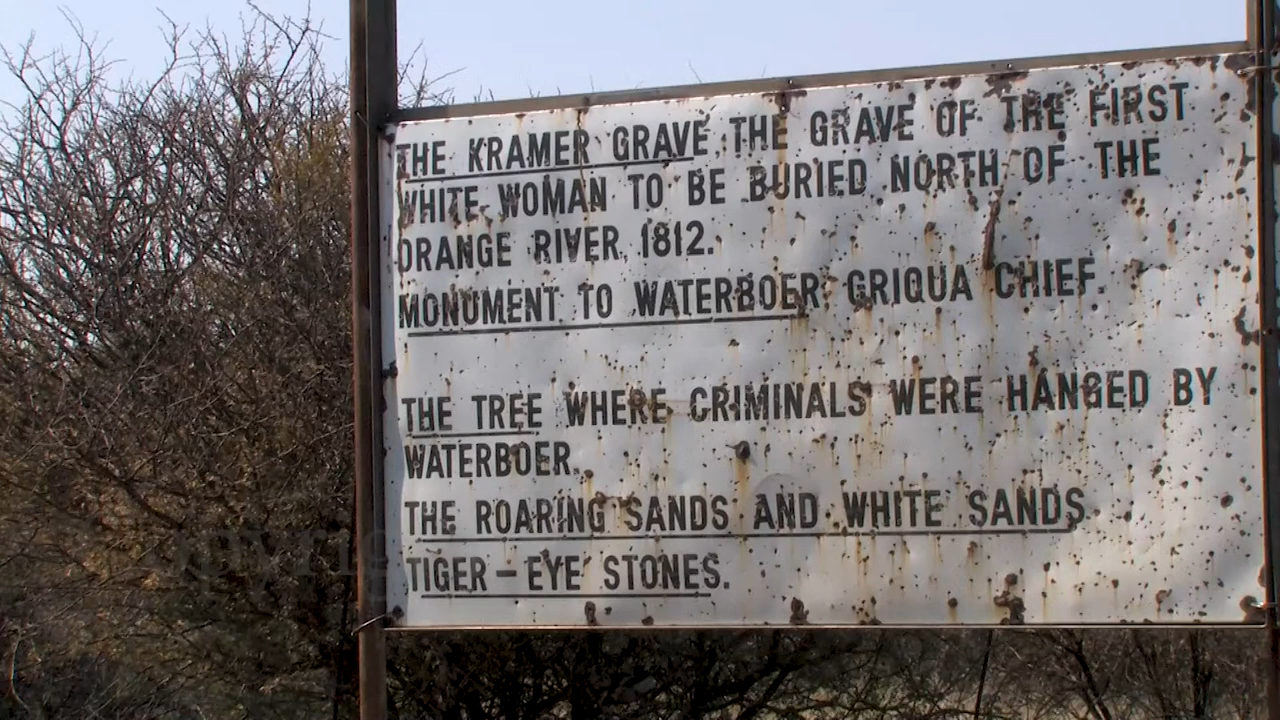 THE KRAMER GRAVE THE GRAVE OF THE FIRST
WHITE WOMAN TO BE BURIED NORTH OF THE
ORANGE RIVER, 1812.
MONUMENT TO WATERBOER GRIQUA CHIEF.
THE TREE WHERE CRIMINALS WERE HANGED BY
WATERBOER.
THE ROARING SANDS AND WHITE SANDS
TIGER – EYE STONES.